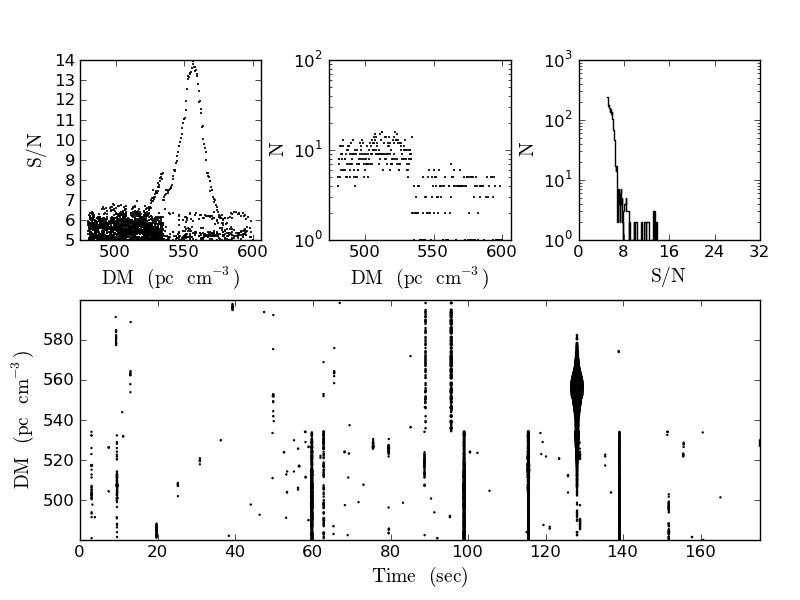 14
13
12
11
10
9
8
7
6
5
S/N
500 550 600
DM (pc cm⁻³)
10²
10¹
10⁰
N
500 550 600
DM (pc cm⁻³)
10³
10²
10¹
10⁰
N
0 8 16 24 32
S/N
580
560
540
520
500
DM (pc cm⁻³)
0 20 40 60 80 100 120 140 160
Time (sec)